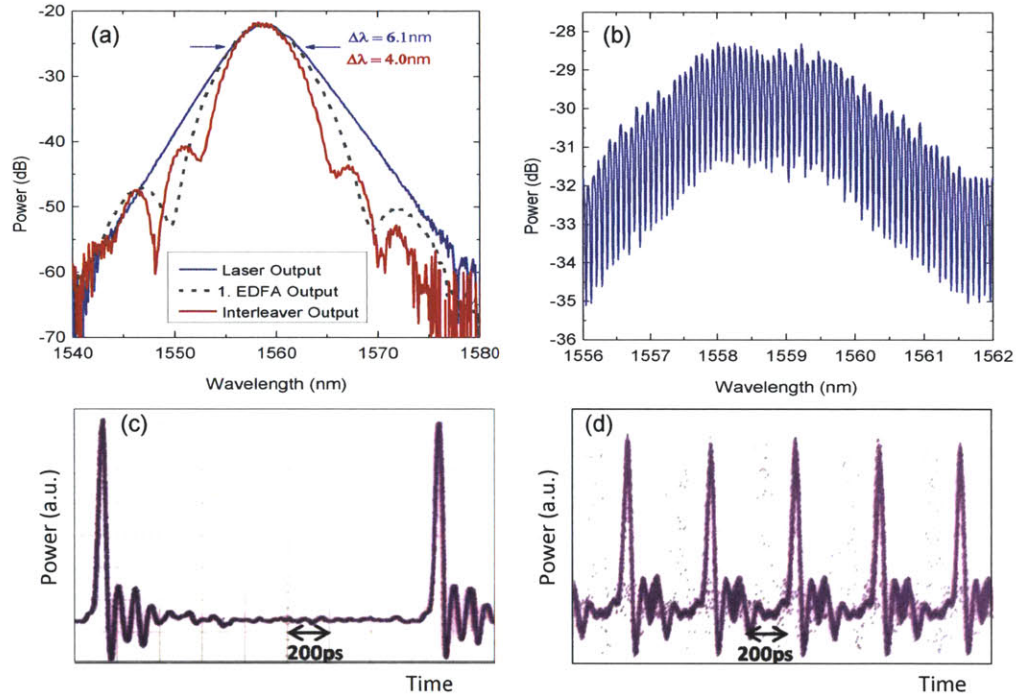 (a)
Δλ = 6.1nm
Δλ = 4.0nm
-20
-30
-40
-50
-60
-70
Power (dB)
Laser Output
1. EDFA Output
Interleaver Output
1540
1550
1560
1570
1580
Wavelength (nm)
(b)
-28
-29
-30
-31
-32
-33
-34
-35
-36
Power (dB)
1556
1557
1558
1559
1560
1561
1562
Wavelength (nm)
(c)
Power (a.u.)
200ps
Time
(d)
Power (a.u.)
200ps
Time